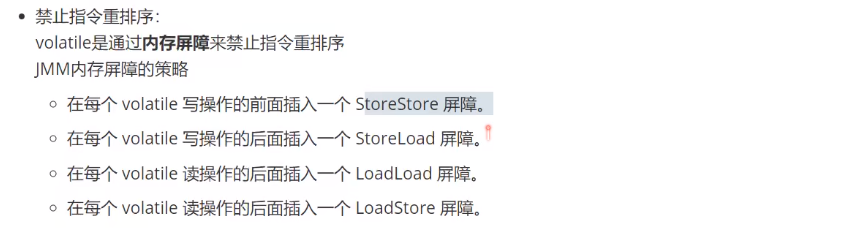 禁止指令重排序：
volatile是通过内存屏障来禁止指令重排序
JMM内存屏障的策略
在每个 volatile 写操作的前面插入一个 StoreStore 屏障。
在每个 volatile 写操作的后面插入一个 StoreLoad 屏障。
在每个 volatile 读操作的后面插入一个 LoadLoad 屏障。
在每个 volatile 读操作的后面插入一个 LoadStore 屏障。